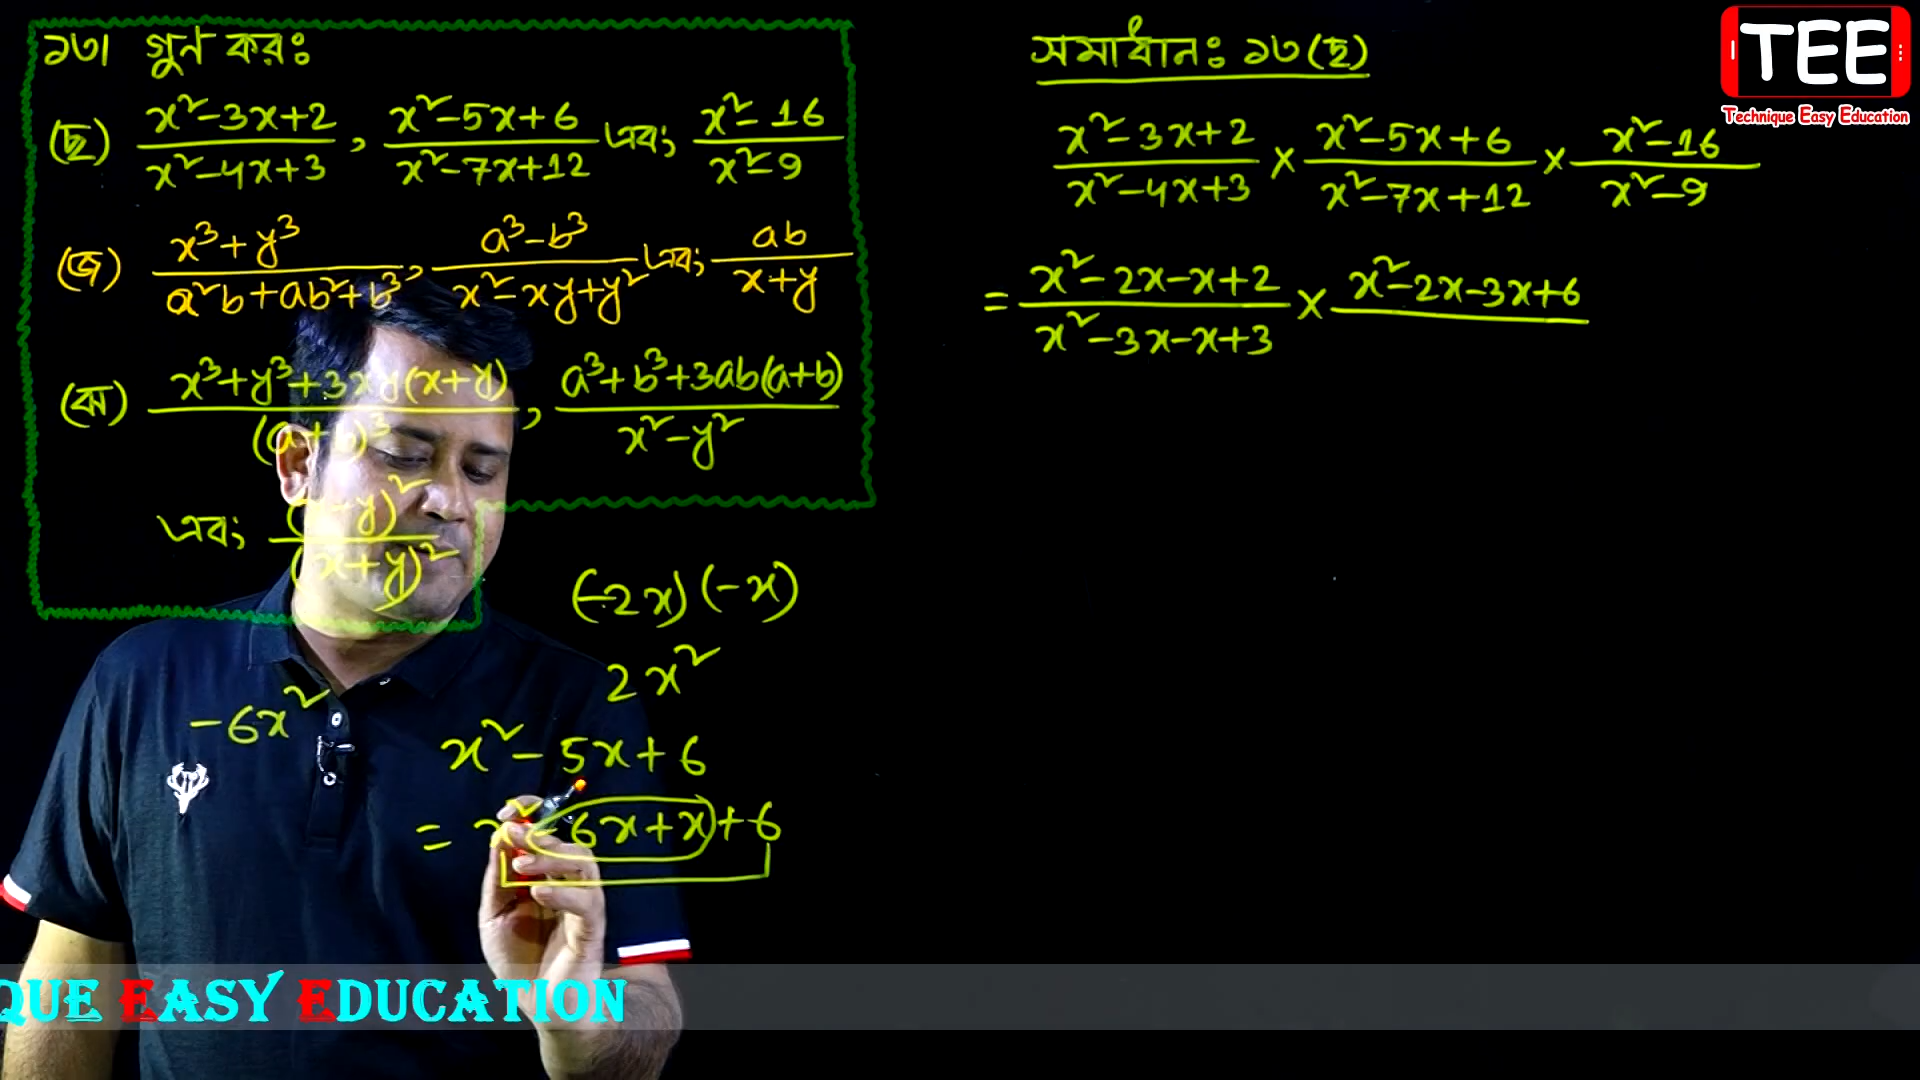 ১৩। গুন করঃ
(ছ) x²-3x+2/x²-4x+3 , x²-5x+6/x²-7x+12 এবং x²-16/x²-9
(জ) x³+y³/a²b+ab²+b³ , a³-b³/x²-xy+y² এবং ab/x+y
(ঝ) x³+y³+3xy(x+y)/(a+b)³ , a³+b³+3ab(a+b)/x²-y²
এবং (x-y)²/(x+y)²
(-2x)(-x)
2x²
-6x²
x²-5x+6
= x²-6x+x+6
সমাধানঃ ১৩(ছ)
x²-3x+2/x²-4x+3 × x²-5x+6/x²-7x+12 × x²-16/x²-9
= x²-2x-x+2/x²-3x-x+3 × x²-2x-3x+6
TEE
Technique Easy Education
QUE EASY EDUCATION